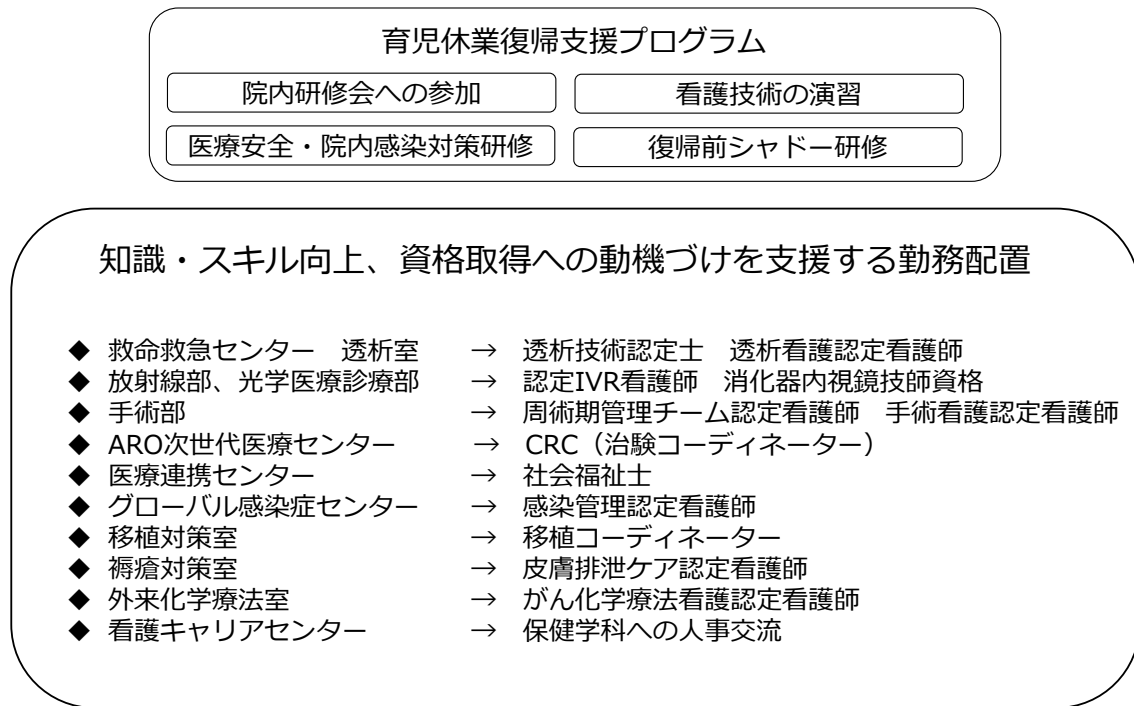 育児休業復帰支援プログラム
院内研修会への参加　看護技術の演習
医療安全・院内感染対策研修　復帰前シャドー研修
知識・スキル向上、資格取得への動機づけを支援する勤務配置
◆ 救命救急センター　透析室 → 透析技術認定士　透析看護認定看護師
◆ 放射線部、光学医療診療部 → 認定IVR看護師　消化器内視鏡技師資格
◆ 手術部 → 周術期管理チーム認定看護師　手術看護認定看護師
◆ ARO次世代医療センター → CRC（治験コーディネーター）
◆ 医療連携センター → 社会福祉士
◆ グローバル感染症センター → 感染管理認定看護師
◆ 移植対策室 → 移植コーディネーター
◆ 褥瘡対策室 → 皮膚排泄ケア認定看護師
◆ 外来化学療法室 → がん化学療法看護認定看護師
◆ 看護キャリアセンター → 保健学科への人事交流